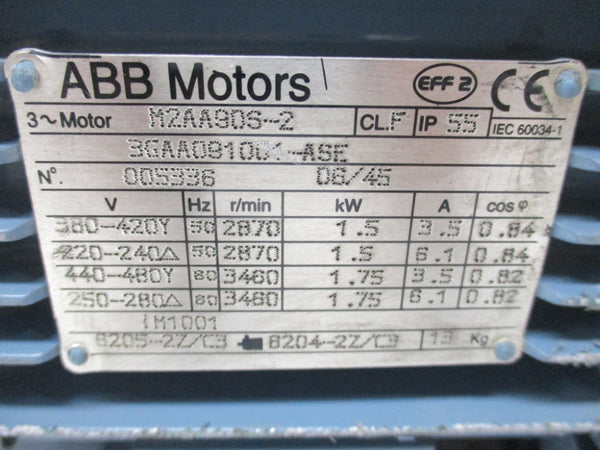 ABB Motors EFF 2 CE
3~Motor M2AA90S-2 CL.F IP 55 IEC 60034-1
-ASE
Nº. 005336 06/45
V Hz r/min kW A cos φ
380-420Y 50 2870 1.5 3.5 0.84
220-240Δ 50 2870 1.5 6.1 0.84
440-480Y 60 3460 1.75 3.5 0.82
250-280Δ 60 3460 1.75 6.1 0.82
IM1001
6205-2Z/C3 6204-2Z/C3 13 Kg